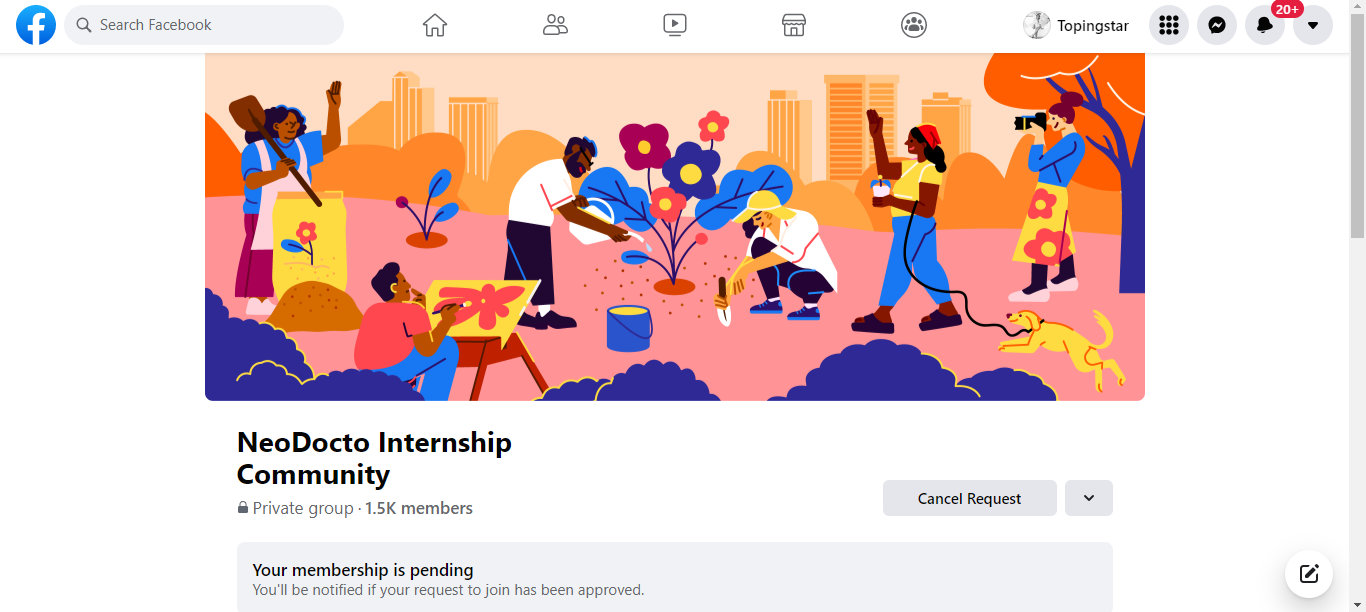 Search Facebook
Topingstar
20+
NeoDocto Internship
Community
Private group · 1.5K members
Cancel Request
Your membership is pending
You'll be notified if your request to join has been approved.